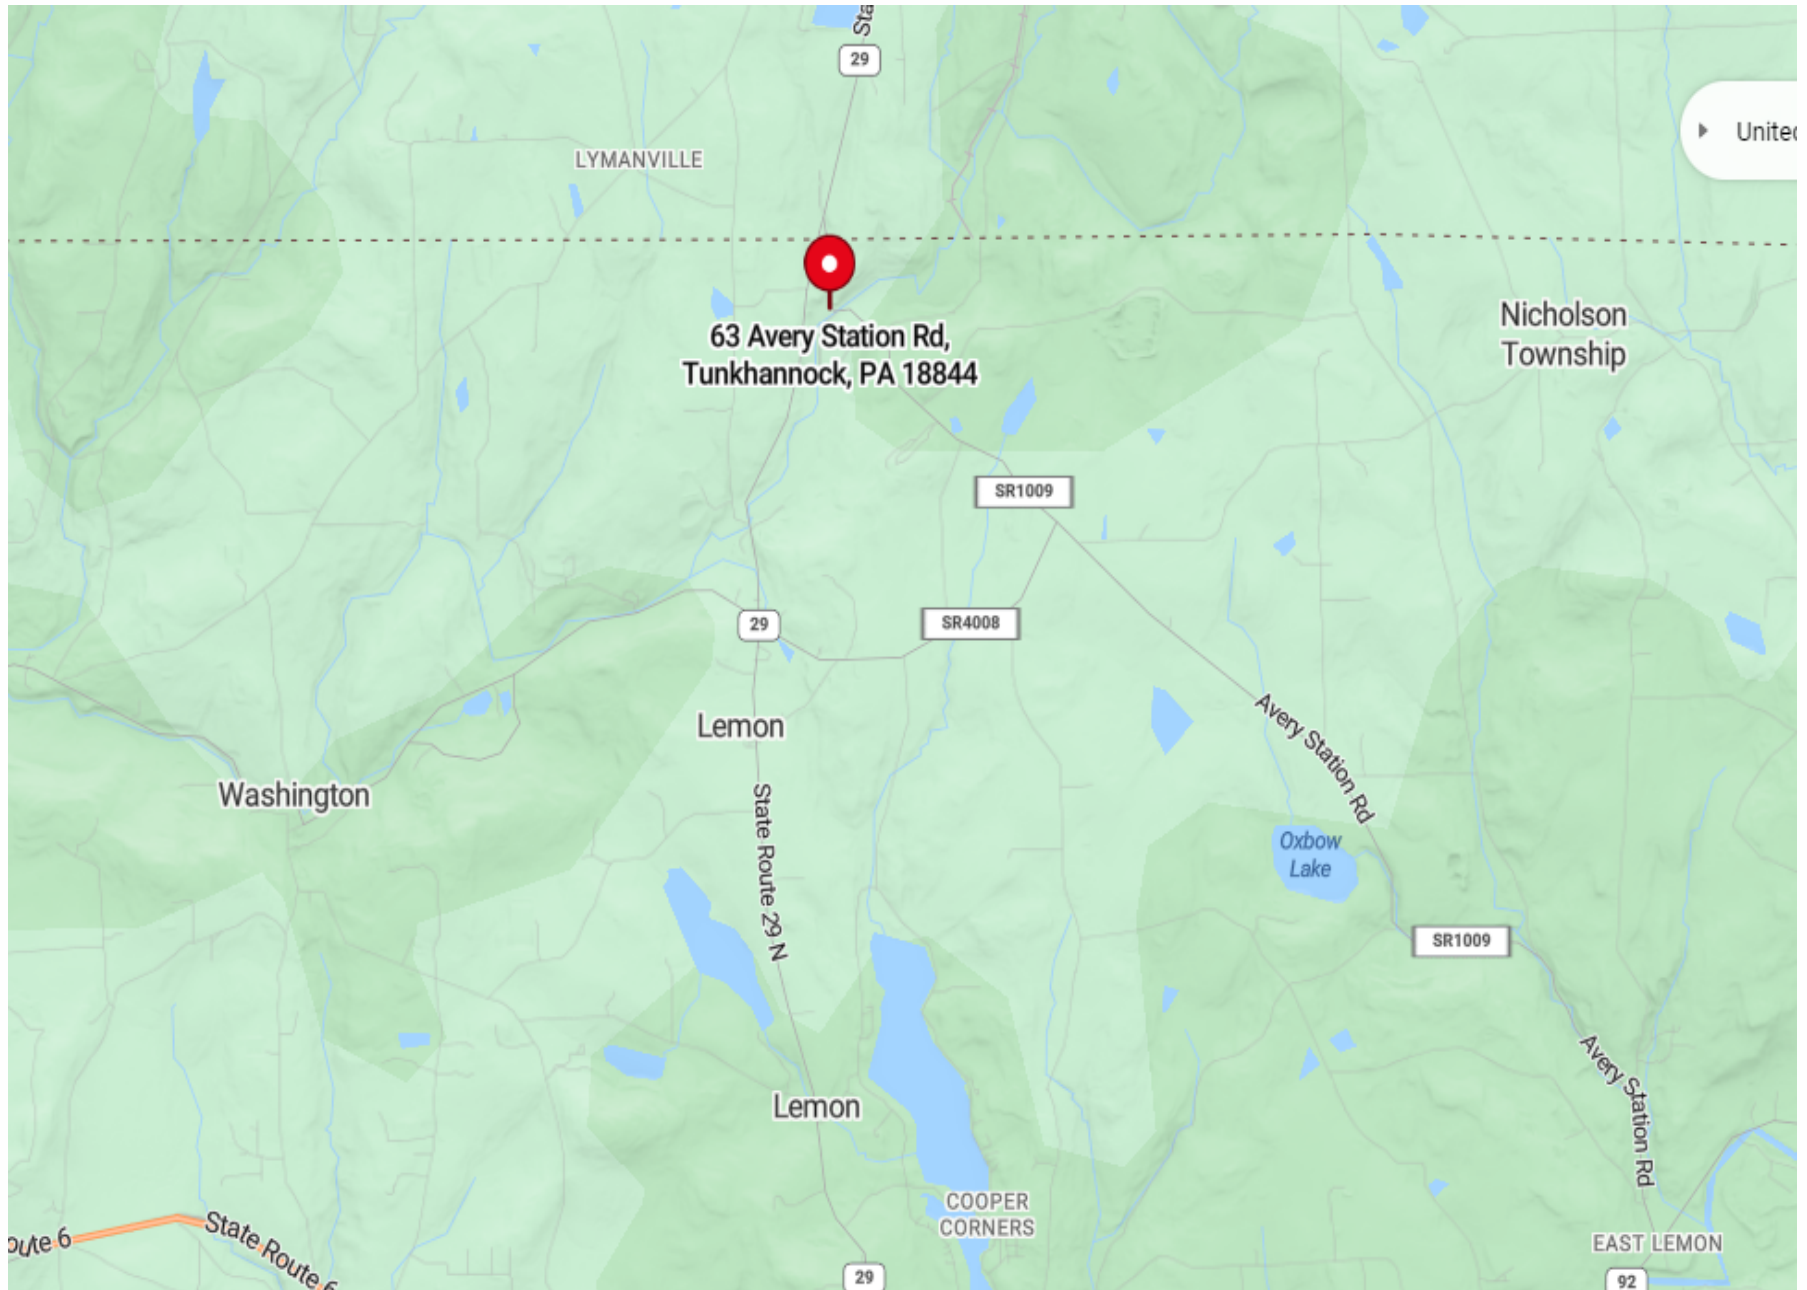 Sta
29
United
LYMANVILLE
63 Avery Station Rd,
Tunkhannock, PA 18844
Nicholson
Township
SR1009
29
SR4008
Lemon
Avery Station Rd
Washington
State Route 29 N
Oxbow
Lake
SR1009
Avery Station Rd
Lemon
COOPER
CORNERS
oute 6
State Route 6
EAST LEMON
29
92